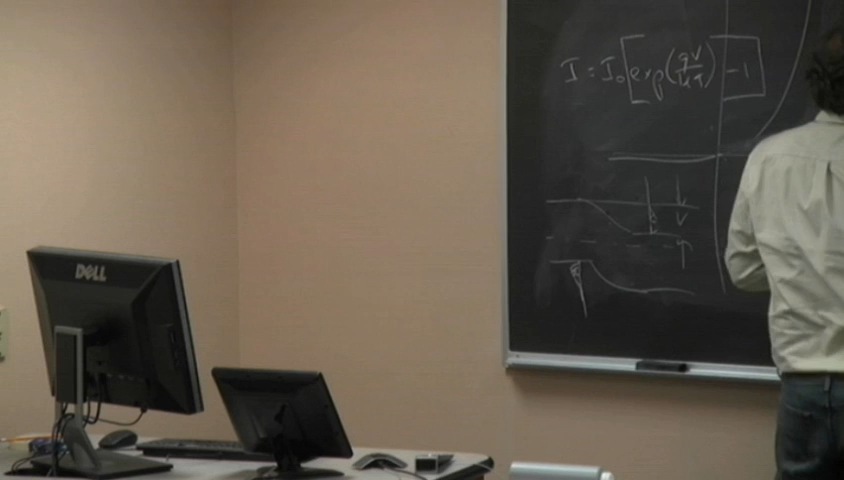 I = I₀[exp(qV/kT) - 1]
V
DELL